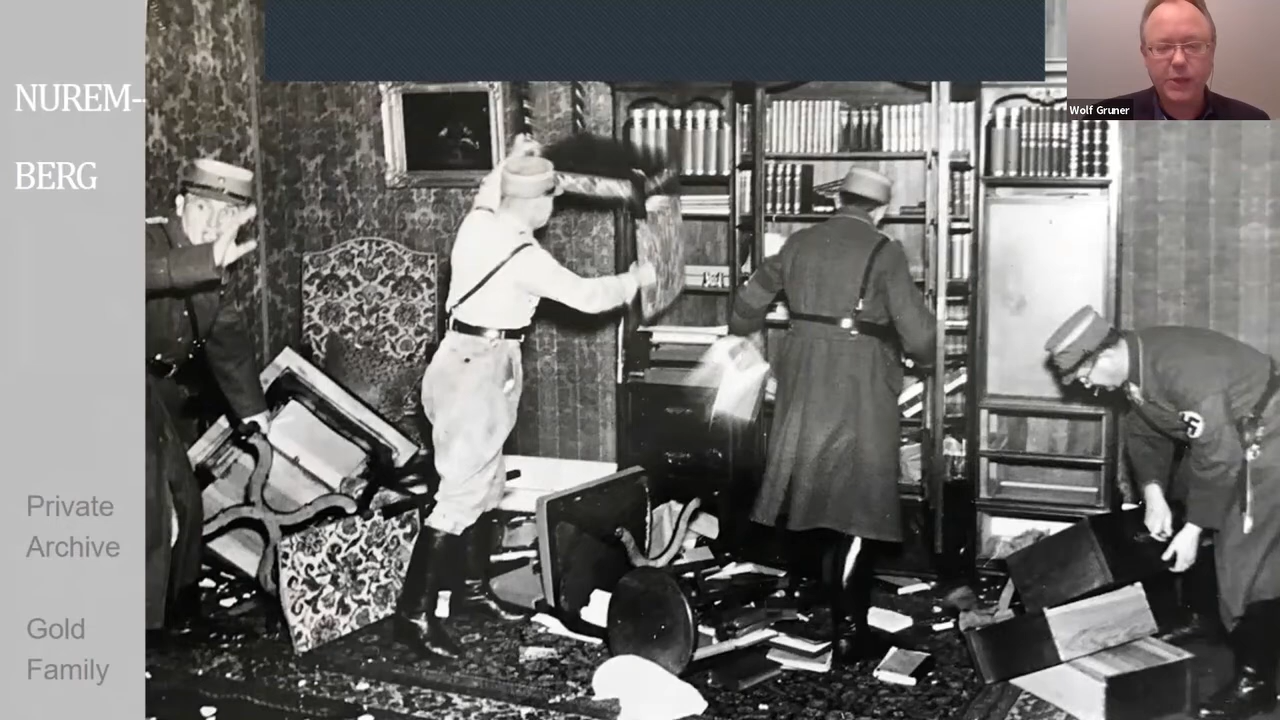 NUREM-
BERG
Private
Archive
Gold
Family
Wolf Gruner